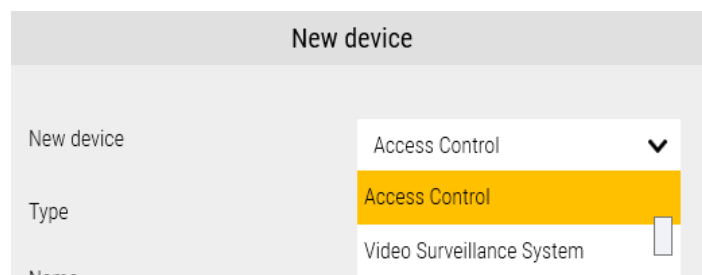 New device
New device
Access Control
Access Control
Type
Video Surveillance System